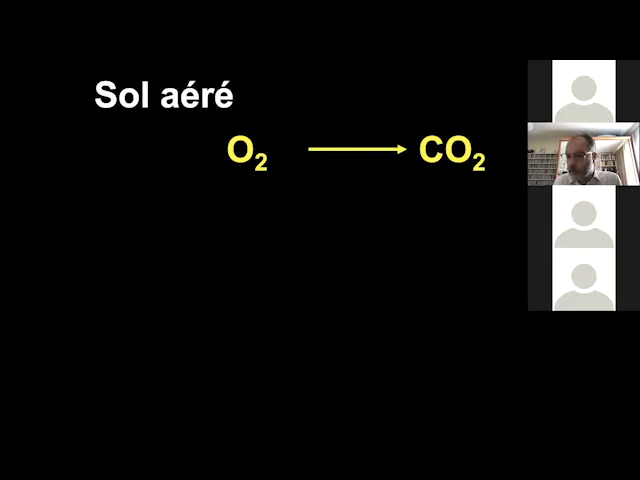 Sol aéré
O₂ → CO₂